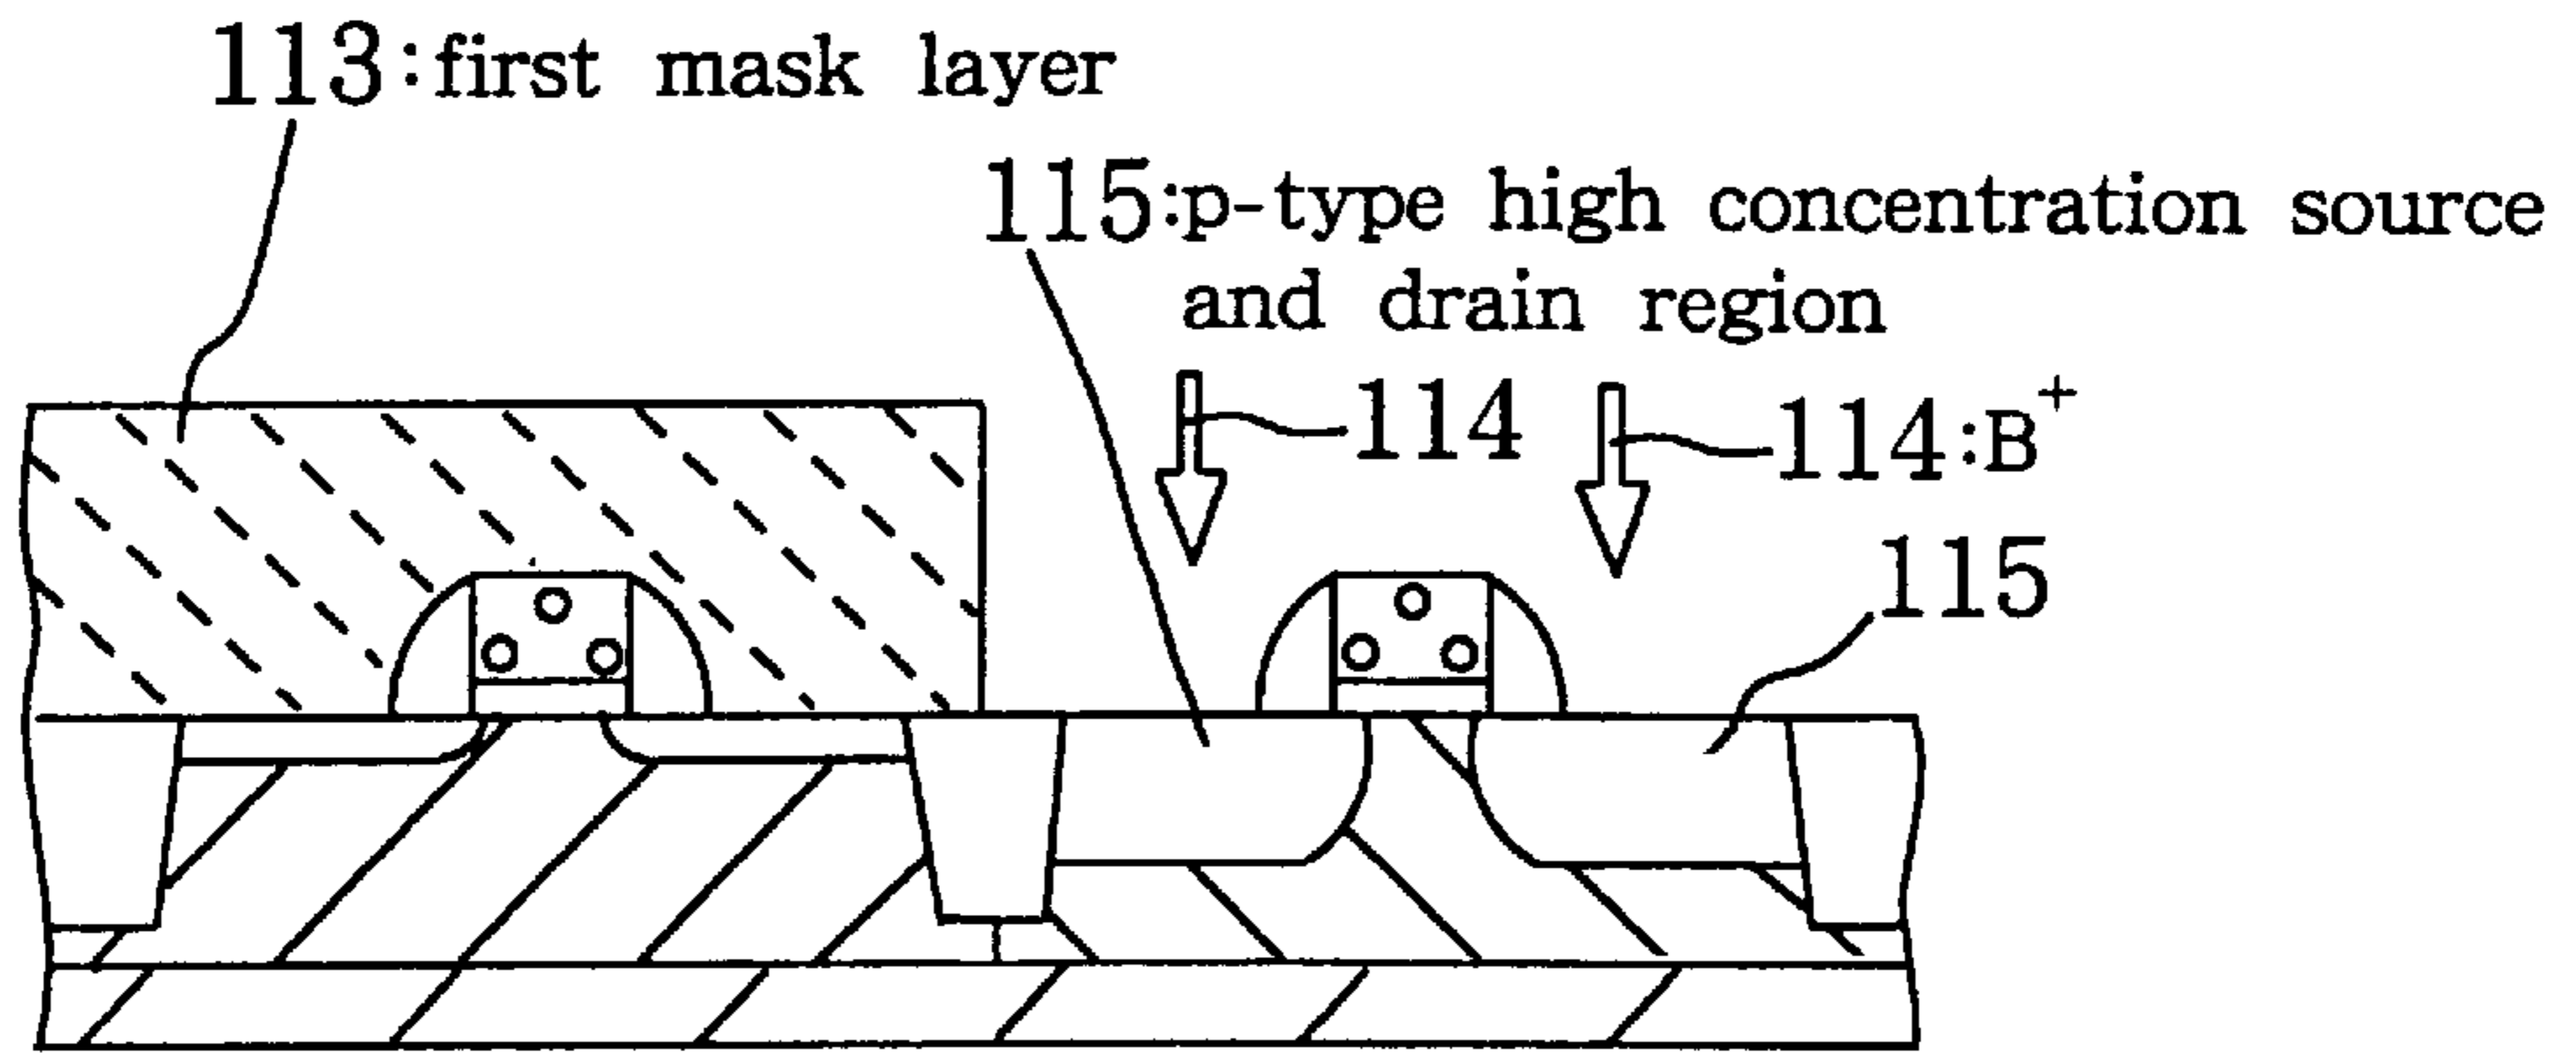 113:first mask layer
115:p-type high concentration source
and drain region
114
114:B⁺
115